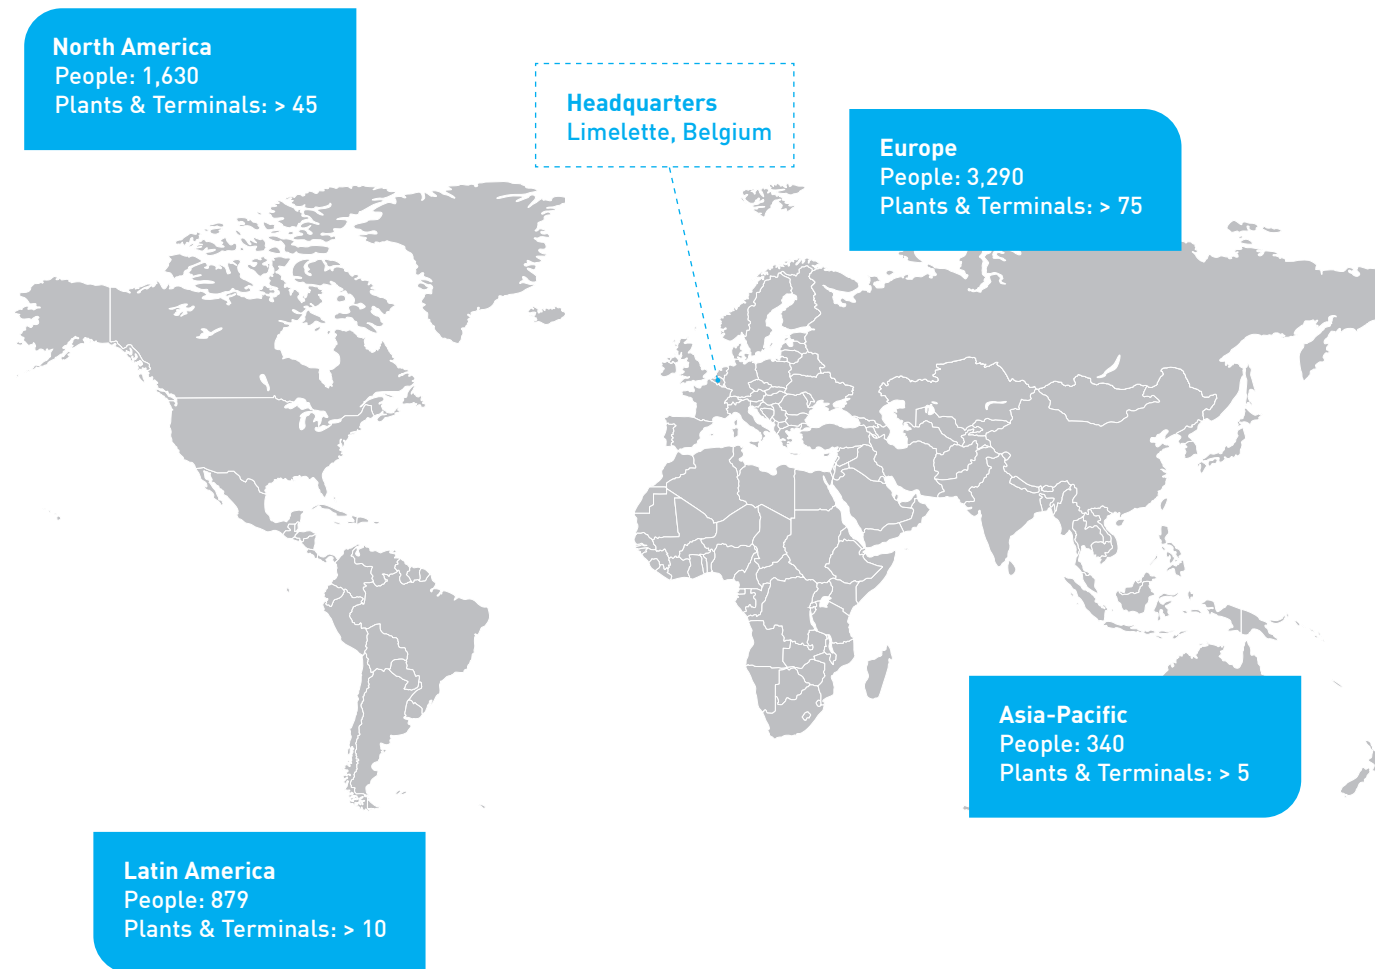 North America
People: 1,630
Plants & Terminals: > 45
Headquarters
Limelette, Belgium
Europe
People: 3,290
Plants & Terminals: > 75
Asia-Pacific
People: 340
Plants & Terminals: > 5
Latin America
People: 879
Plants & Terminals: > 10